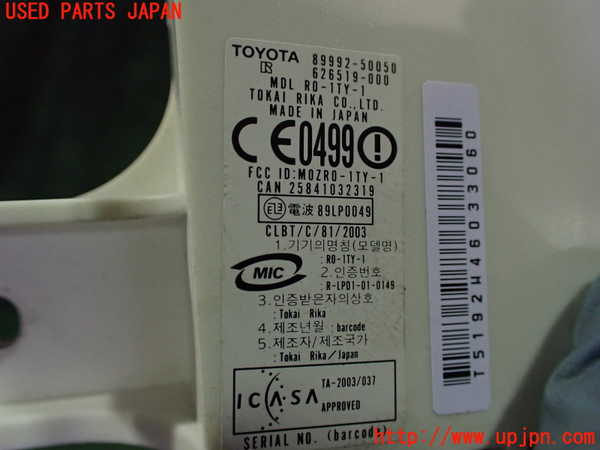 USED PARTS JAPAN
TOYOTA 89992-50050
R 626519-000
MDL RO-1TY-1
TOKAI RIKA CO.,LTD.
MADE IN JAPAN
CE0499!
FCC ID:MOZRO-1TY-1
CAN 25841032319
電波 89LP0049
CLBT/C/81/2003
1.기기의명칭(모델명)
:RO-1TY-1
MIC
2.인증번호
:R-LPD1-01-0149
3.인증받은자의상호
:Tokai Rika
4.제조년월 :barcode
5.제조자/제조국가
:Tokai Rika/Japan
ICASA
TA-2003/037
APPROVED
SERIAL NO. (barcode)
T5192W46033060
http://www.upjpn.com